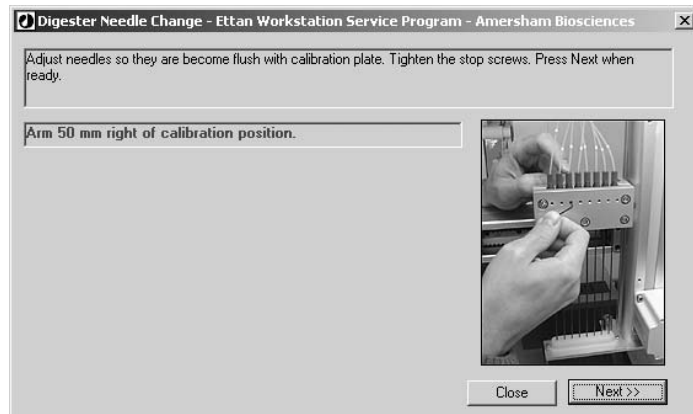 Digester Needle Change - Ettan Workstation Service Program - Amersham Biosciences
Adjust needles so they are become flush with calibration plate. Tighten the stop screws. Press Next when
ready.
Arm 50 mm right of calibration position.
Close
Next >>